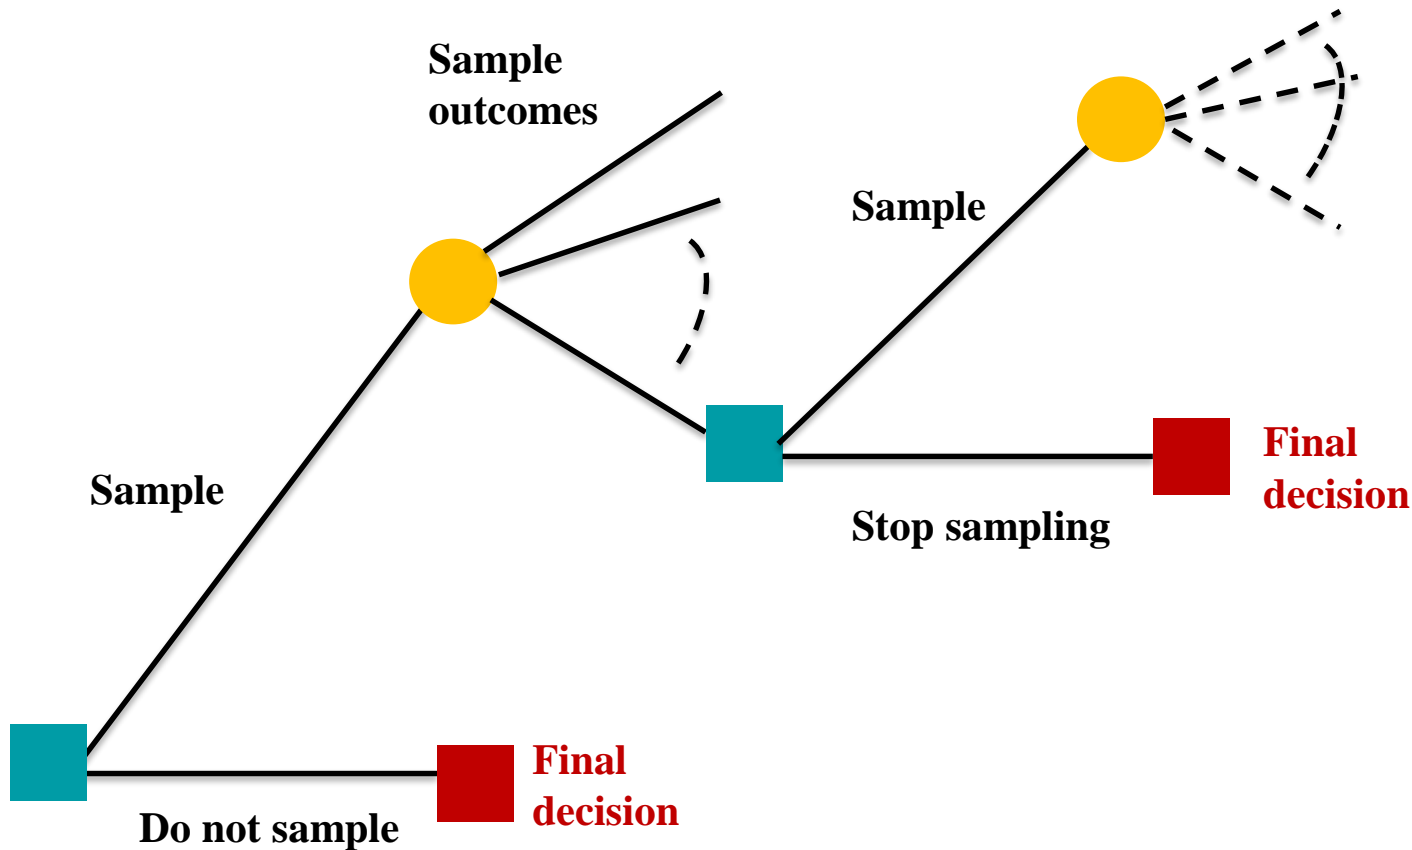 Sample
outcomes
Sample
Sample
Final
decision
Stop sampling
Final
decision
Do not sample